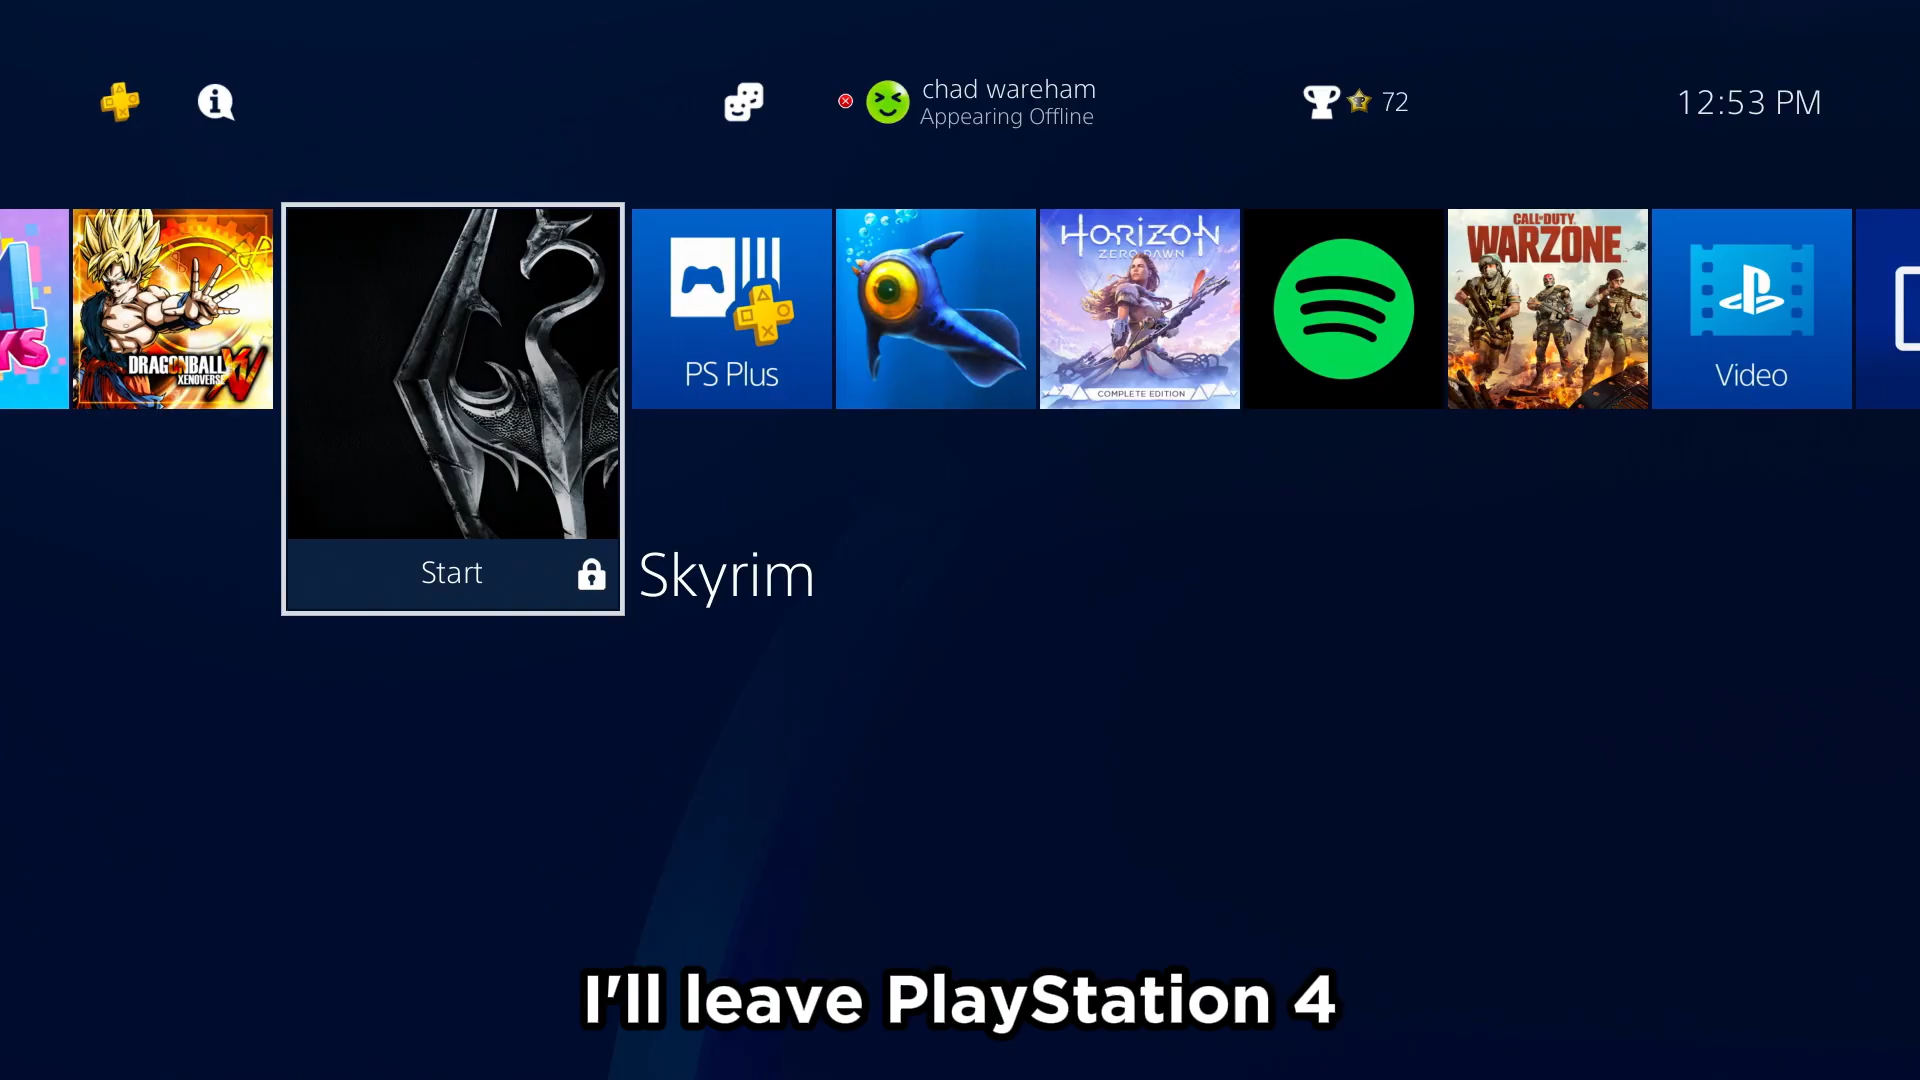 chad wareham
Appearing Offline
72
12:53 PM
DRAGONBALL
XENOVERSE
XV
PS Plus
HORIZON
ZERO DAWN
COMPLETE EDITION
CALL OF DUTY
WARZONE
Video
Start
Skyrim
I'll leave PlayStation 4